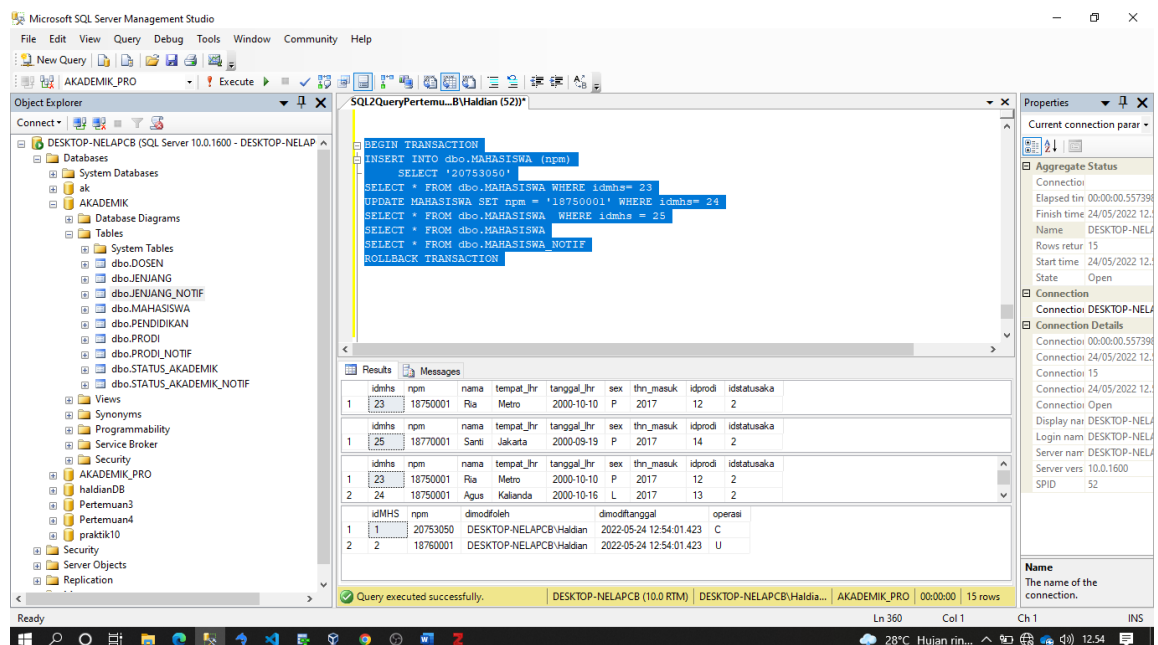 Microsoft SQL Server Management Studio
File Edit View Query Debug Tools Window Community Help
New Query
AKADEMIK_PRO Execute
Object Explorer
Connect
DESKTOP-NELAPCB (SQL Server 10.0.1600 - DESKTOP-NELAP
Databases
System Databases
ak
AKADEMIK
Database Diagrams
Tables
System Tables
dbo.DOSEN
dbo.JENJANG
dbo.JENJANG_NOTIF
dbo.MAHASISWA
dbo.PENDIDIKAN
dbo.PRODI
dbo.PRODI_NOTIF
dbo.STATUS_AKADEMIK
dbo.STATUS_AKADEMIK_NOTIF
Views
Synonyms
Programmability
Service Broker
Security
AKADEMIK_PRO
haldianDB
Pertemuan3
Pertemuan4
praktik10
Security
Server Objects
Replication
SQL2QueryPertemu...B\Haldian (52))*
BEGIN TRANSACTION
INSERT INTO dbo.MAHASISWA (npm)
SELECT '20753050'
SELECT * FROM dbo.MAHASISWA WHERE idmhs= 23
UPDATE MAHASISWA SET npm = '18750001' WHERE idmhs= 24
SELECT * FROM dbo.MAHASISWA WHERE idmhs = 25
SELECT * FROM dbo.MAHASISWA
SELECT * FROM dbo.MAHASISWA_NOTIF
ROLLBACK TRANSACTION
Results Messages
idmhs npm nama tempat_lhr tanggal_lhr sex thn_masuk idprodi idstatusaka
1 23 18750001 Ria Metro 2000-10-10 P 2017 12 2
idmhs npm nama tempat_lhr tanggal_lhr sex thn_masuk idprodi idstatusaka
1 25 18770001 Santi Jakarta 2000-09-19 P 2017 14 2
idmhs npm nama tempat_lhr tanggal_lhr sex thn_masuk idprodi idstatusaka
1 23 18750001 Ria Metro 2000-10-10 P 2017 12 2
2 24 18750001 Agus Kalianda 2000-10-16 L 2017 13 2
idMHS npm dimodifoleh dimodiftanggal operasi
1 1 20753050 DESKTOP-NELAPCB\Haldian 2022-05-24 12:54:01.423 C
2 2 18760001 DESKTOP-NELAPCB\Haldian 2022-05-24 12:54:01.423 U
Query executed successfully. DESKTOP-NELAPCB (10.0 RTM) DESKTOP-NELAPCB\Haldia... AKADEMIK_PRO 00:00:00 15 rows
Properties
Current connection parar
Aggregate Status
Connection
Elapsed tin 00:00:00.557398
Finish time 24/05/2022 12.
Name DESKTOP-NELA
Rows retur 15
Start time 24/05/2022 12.
State Open
Connection
Connection DESKTOP-NELA
Connection Details
Connection 00:00:00.557398
Connection 24/05/2022 12.
Connection 15
Connection 24/05/2022 12.
Connection Open
Display nar DESKTOP-NELA
Login nam DESKTOP-NELA
Server narr DESKTOP-NELA
Server vers 10.0.1600
SPID 52
Name
The name of the
connection.
Ready Ln 360 Col 1 Ch 1 INS
28°C Hujan rin... 12.54